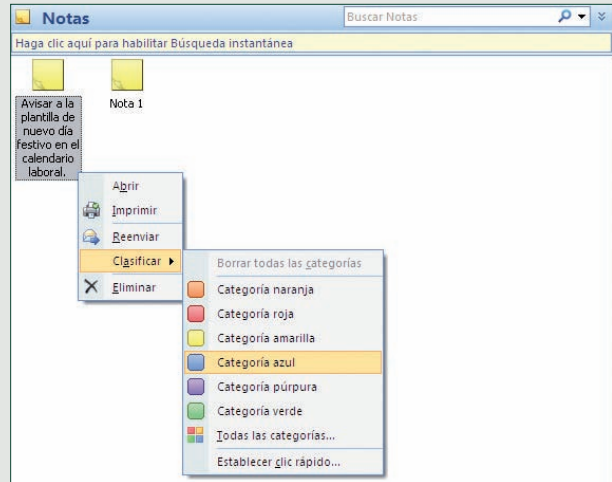 Notas
Buscar Notas
Haga clic aquí para habilitar Búsqueda instantánea
Avisar a la
plantilla de
nuevo día
festivo en el
calendario
laboral.
Nota 1
Abrir
Imprimir
Reenviar
Clasificar
Eliminar
Borrar todas las categorías
Categoría naranja
Categoría roja
Categoría amarilla
Categoría azul
Categoría púrpura
Categoría verde
Todas las categorías...
Establecer clic rápido...